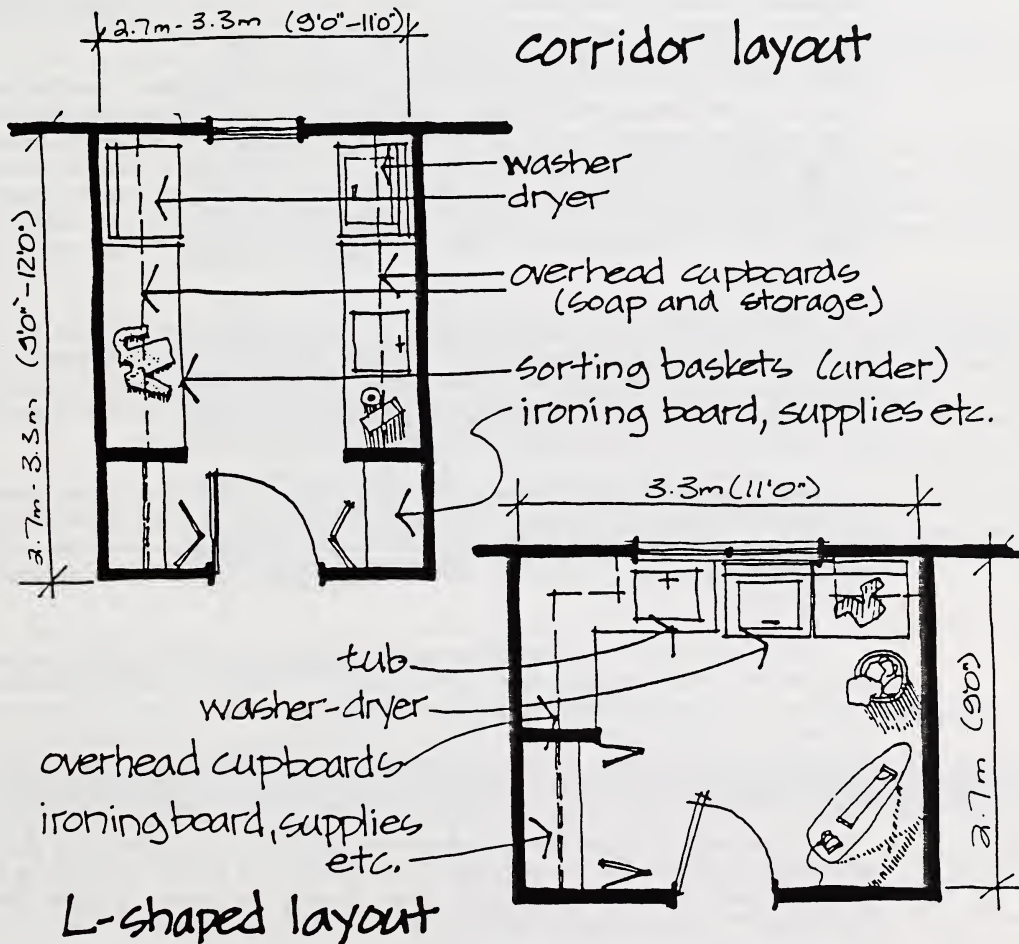 2.7m - 3.3m (9'0"-11'0)
corridor layout
washer
dryer
overhead cupboards
(soap and storage)
sorting baskets (under)
ironing board, supplies etc.
2.7m - 3.3m (9'0"-12'0")
3.3m (11'0")
tub
washer-dryer
overhead cupboards
ironing board, supplies
etc.
2.7m (9'0")
L-shaped layout